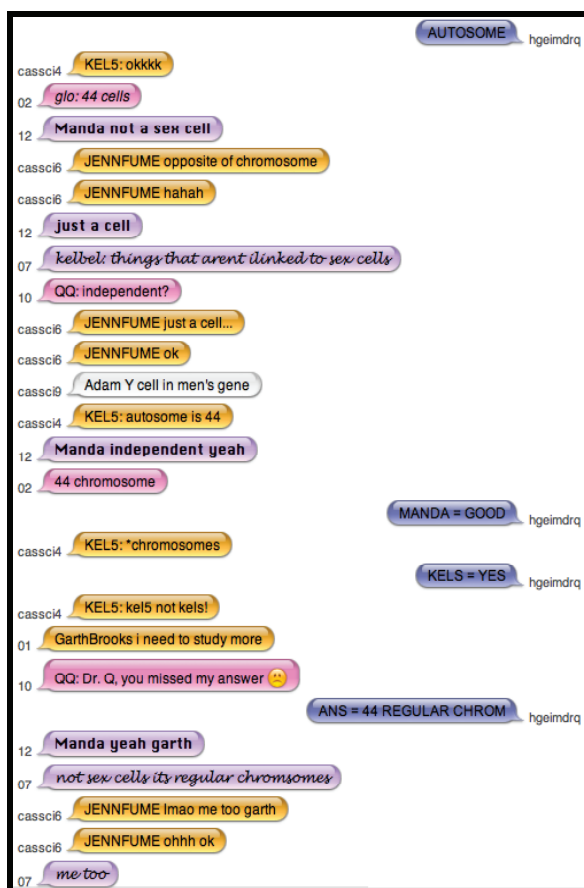 AUTOSOME
hgeimdrq
cassci4 KEL5: okkkk
02 glo: 44 cells
12 Manda not a sex cell
cassci6 JENNFUME opposite of chromosome
cassci6 JENNFUME hahah
12 just a cell
07 kelbel: things that arent ilinked to sex cells
10 QQ: independent?
cassci6 JENNFUME just a cell...
cassci6 JENNFUME ok
cassci9 Adam Y cell in men's gene
cassci4 KEL5: autosome is 44
12 Manda independent yeah
02 44 chromosome
MANDA = GOOD
hgeimdrq
cassci4 KEL5: *chromosomes
KELS = YES
hgeimdrq
cassci4 KEL5: kel5 not kels!
01 GarthBrooks i need to study more
10 QQ: Dr. Q, you missed my answer 🙁
ANS = 44 REGULAR CHROM
hgeimdrq
12 Manda yeah garth
07 not sex cells its regular chromsomes
cassci6 JENNFUME lmao me too garth
cassci6 JENNFUME ohhh ok
07 me too